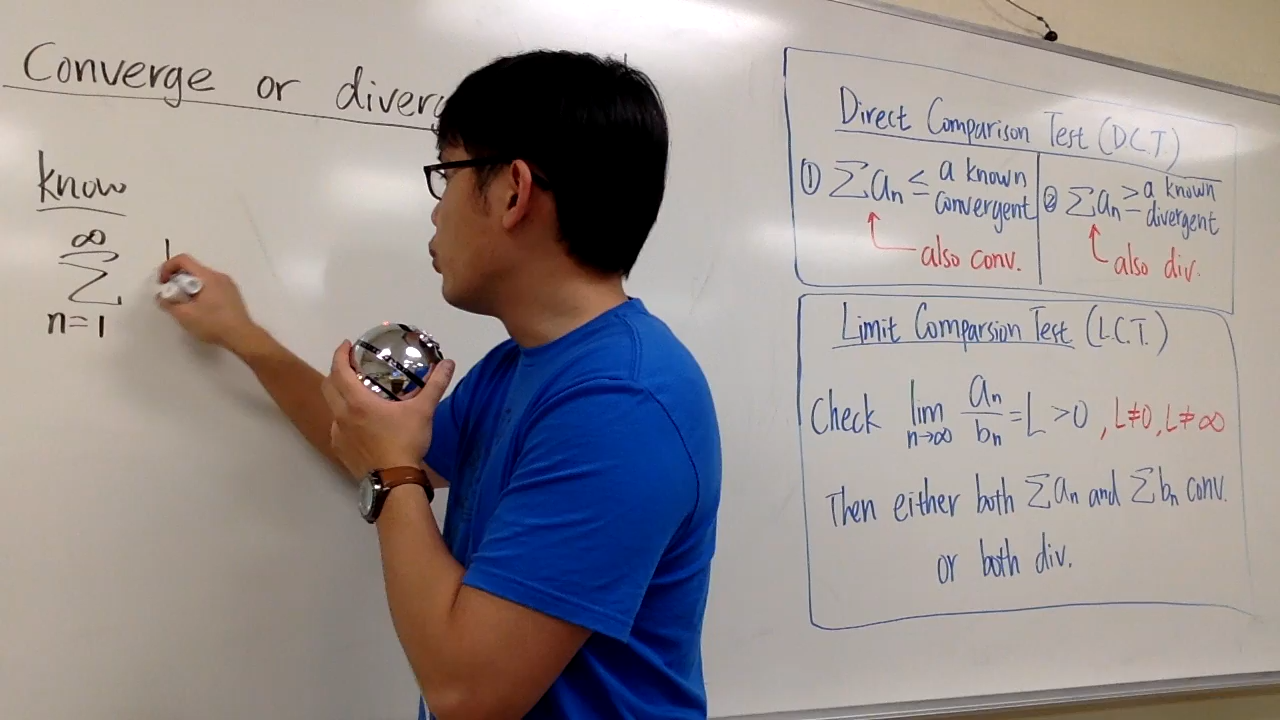 Converge or diverg
know
∞
Σ
n=1
Direct Comparison Test (D.C.T.)
① Σan ≤ a known convergent
also conv.
② Σan ≥ a known divergent
also div.
Limit Comparsion Test (L.C.T.)
Check lim n→∞ an/bn = L > 0, L≠0, L≠∞
Then either both Σan and Σbn conv.
or both div.